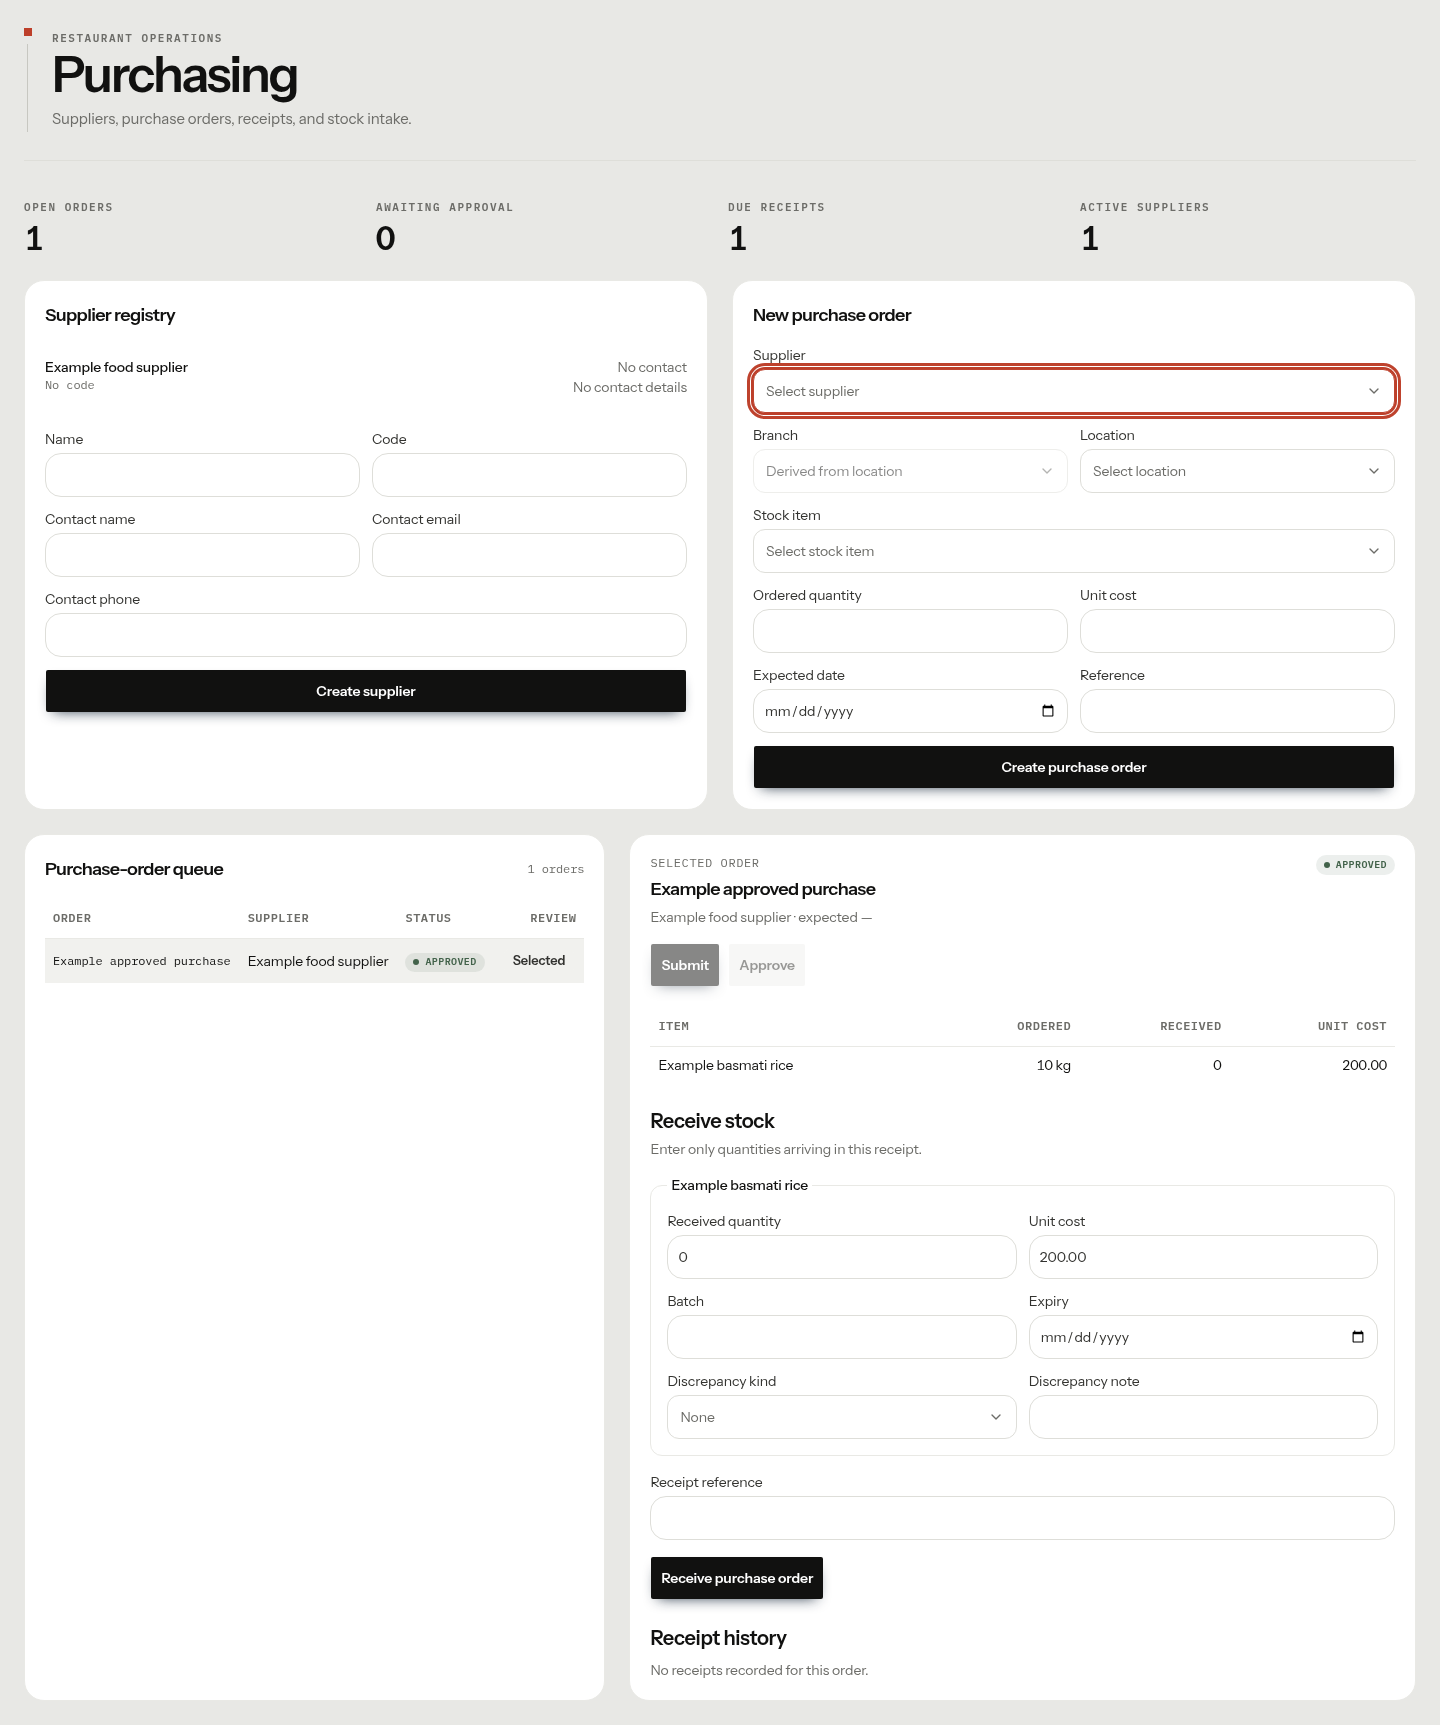 RESTAURANT OPERATIONS
Purchasing
Suppliers, purchase orders, receipts, and stock intake.
OPEN ORDERS
1
AWAITING APPROVAL
0
DUE RECEIPTS
1
ACTIVE SUPPLIERS
1
Supplier registry
Example food supplier
No code
No contact
No contact details
Name
Code
Contact name
Contact email
Contact phone
Create supplier
New purchase order
Supplier
Select supplier
Branch
Location
Derived from location
Select location
Stock item
Select stock item
Ordered quantity
Unit cost
Expected date
Reference
mm/dd/yyyy
Create purchase order
Purchase-order queue
1 orders
ORDER SUPPLIER STATUS REVIEW
Example approved purchase Example food supplier APPROVED Selected
SELECTED ORDER
APPROVED
Example approved purchase
Example food supplier · expected —
Submit
Approve
ITEM ORDERED RECEIVED UNIT COST
Example basmati rice 10 kg 0 200.00
Receive stock
Enter only quantities arriving in this receipt.
Example basmati rice
Received quantity
Unit cost
0
200.00
Batch
Expiry
mm/dd/yyyy
Discrepancy kind
Discrepancy note
None
Receipt reference
Receive purchase order
Receipt history
No receipts recorded for this order.